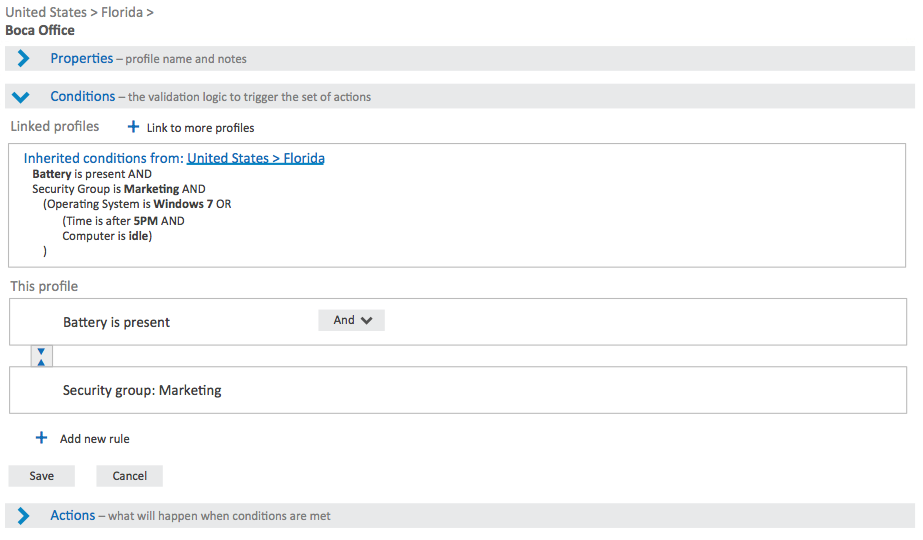 United States > Florida >
Boca Office
Properties – profile name and notes
Conditions – the validation logic to trigger the set of actions
Linked profiles + Link to more profiles
Inherited conditions from: United States > Florida
Battery is present AND
Security Group is Marketing AND
(Operating System is Windows 7 OR
(Time is after 5PM AND
Computer is idle)
)
This profile
Battery is present And
Security group: Marketing
+ Add new rule
Save Cancel
Actions – what will happen when conditions are met